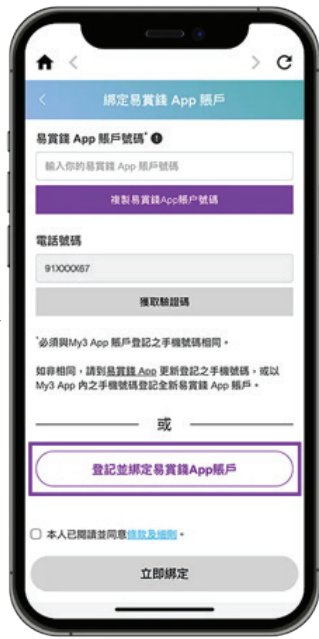 綁定易賞錢 App 賬戶
易賞錢 App 賬戶號碼*
輸入你的易賞錢 App 賬戶號碼
複製易賞錢App賬戶號碼
電話號碼
91XXXX67
獲取驗證碼
*必須與My3 App 賬戶登記之手機號碼相同。
如非相同，請到易賞錢 App 更新登記之手機號碼，或以
My3 App 內之手機號碼登記全新易賞錢 App 賬戶。
或
登記並綁定易賞錢App賬戶
本人已閱讀並同意條款及細則。
立即綁定